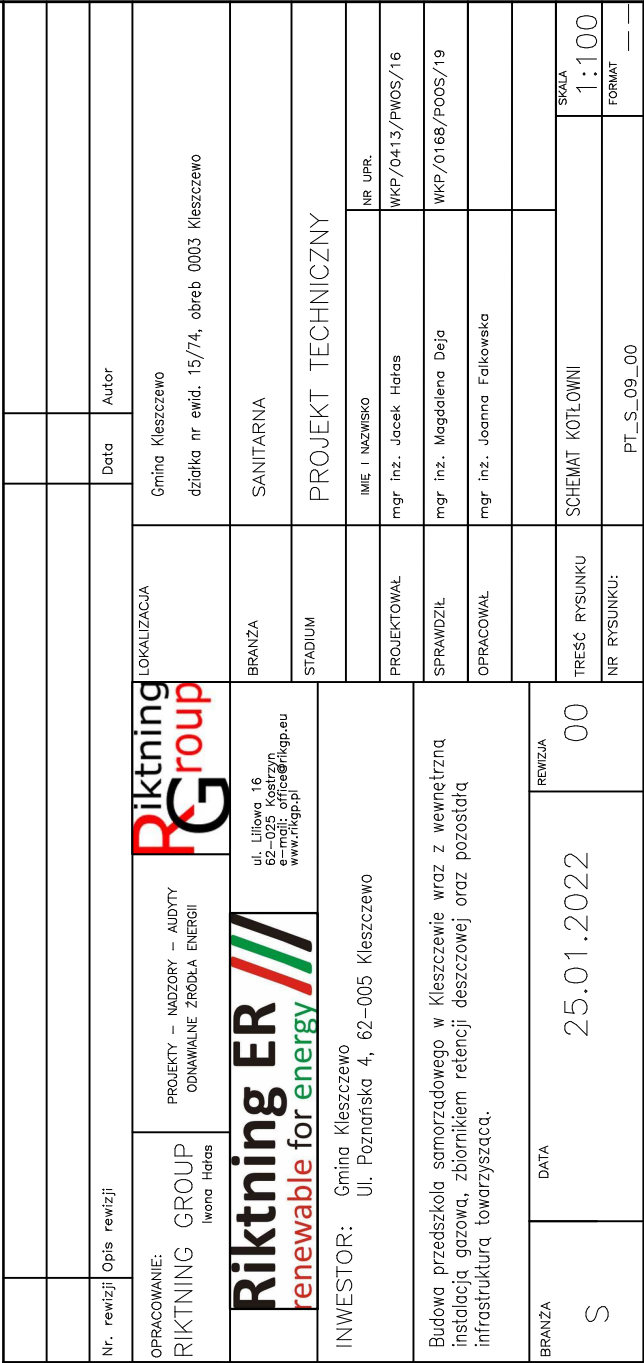 Nr. rewizji Opis rewizji Data Autor
OPRACOWANIE:
RIKTNING GROUP
Iwona Hałas
PROJEKTY – NADZORY – AUDYTY
ODNAWIALNE ŹRÓDŁA ENERGII
Riktning
Group
Riktning ER
renewable for energy
ul. Liliowa 16
62-025 Kostrzyn
e-mail: office@rikgp.eu
www.rikgp.pl
INWESTOR: Gmina Kleszczewo
Ul. Poznańska 4, 62-005 Kleszczewo
Budowa przedszkola samorządowego w Kleszczewie wraz z wewnętrzną
instalacją gazową, zbiornikiem retencji deszczowej oraz pozostałą
infrastrukturą towarzyszącą.
BRANŻA
S
DATA
25.01.2022
REWIZJA
00
LOKALIZACJA
Gmina Kleszczewo
działka nr ewid. 15/74, obręb 0003 Kleszczewo
BRANŻA SANITARNA
STADIUM PROJEKT TECHNICZNY
IMIĘ I NAZWISKO NR UPR.
PROJEKTOWAŁ mgr inż. Jacek Hałas WKP/0413/PWOS/16
SPRAWDZIŁ mgr inż. Magdalena Deja WKP/0168/POOS/19
OPRACOWAŁ mgr inż. Joanna Falkowska
TREŚĆ RYSUNKU SCHEMAT KOTŁOWNI
SKALA
1:100
NR RYSUNKU: PT_S_09_00
FORMAT --